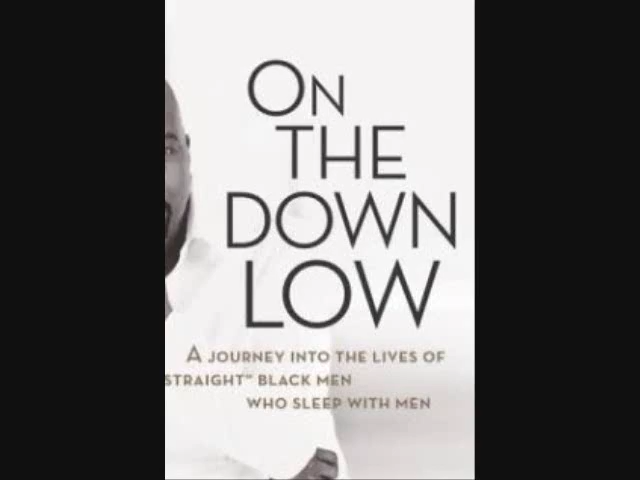 ON
THE
DOWN
LOW
A JOURNEY INTO THE LIVES OF
STRAIGHT" BLACK MEN
WHO SLEEP WITH MEN